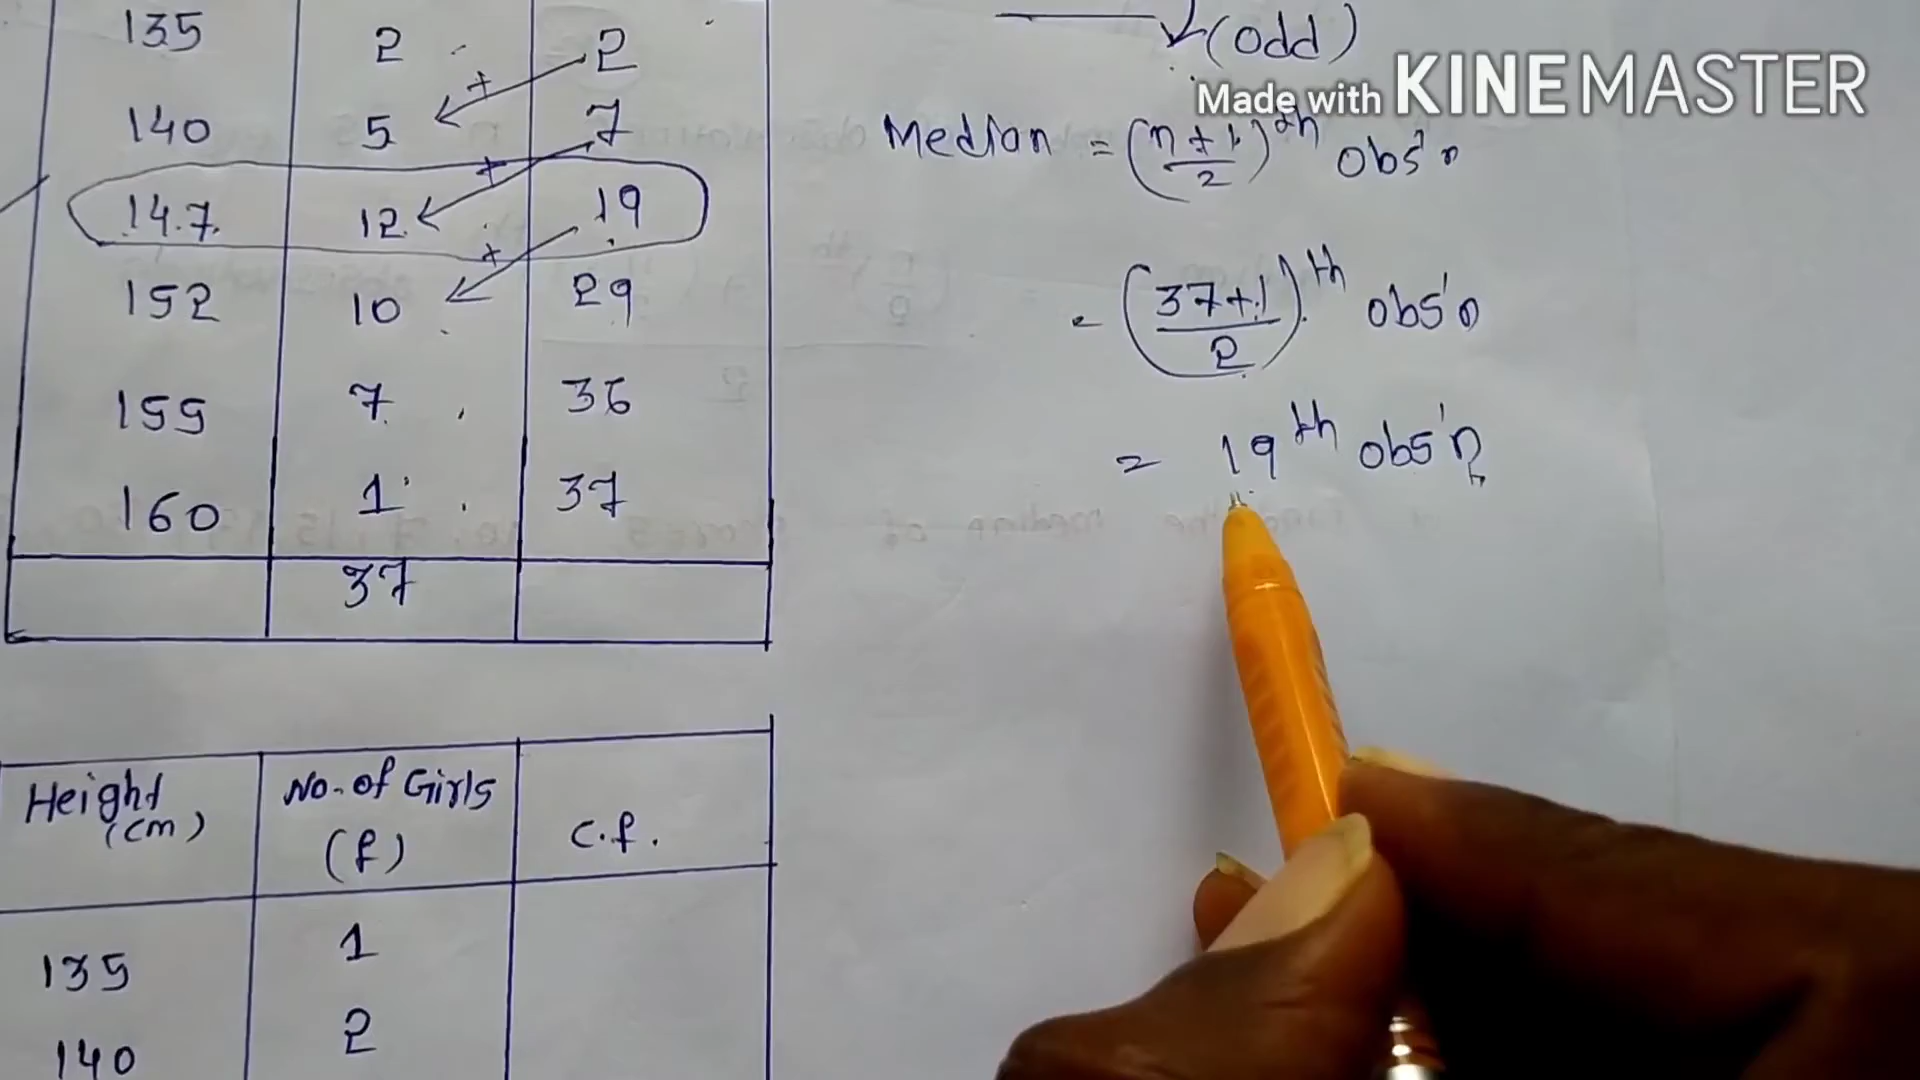 135 2 2
(odd)
Made with KINEMASTER
+
140 5 7
Median = (n+1/2)th obs'n
+
147 12 19
+
152 10 29
= (37+1/2)th obs'n
155 7 36
= 19th obs'n
160 1 37
37
Height (cm) No. of Girls (f) c.f.
135 1
140 2